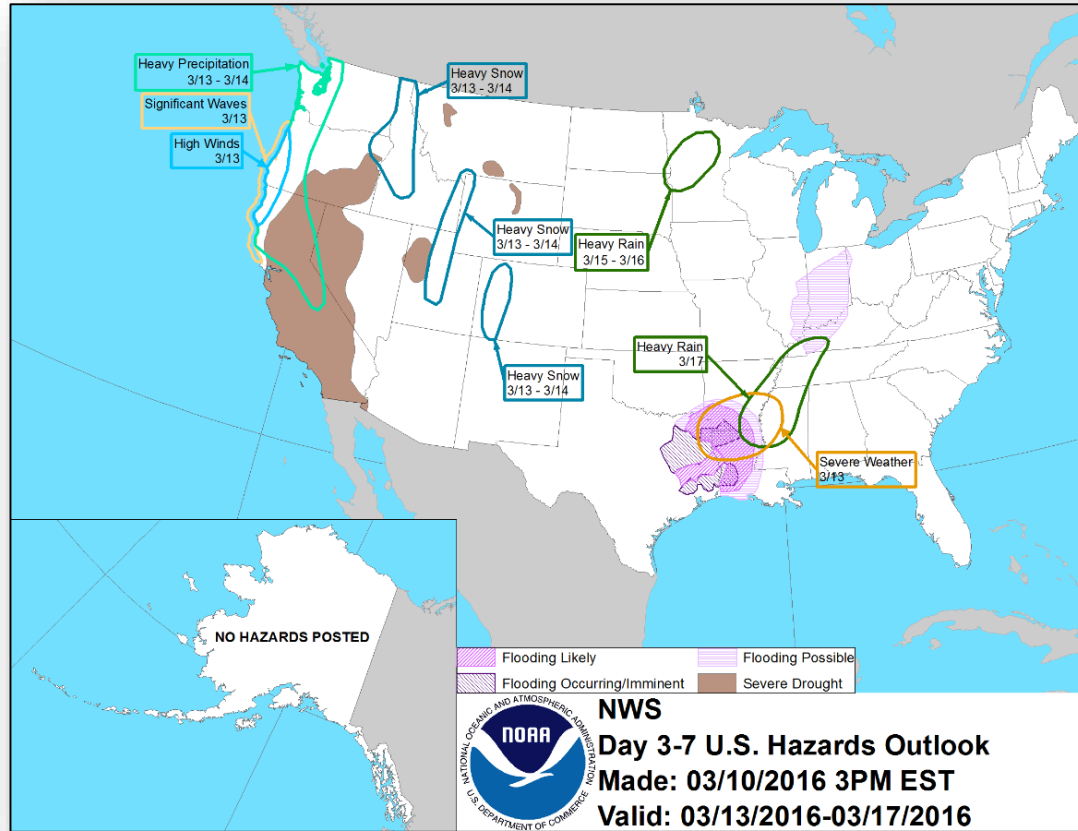 Heavy Precipitation
3/13 - 3/14
Significant Waves
3/13
High Winds
3/13
Heavy Snow
3/13 - 3/14
Heavy Snow
3/13 - 3/14
Heavy Snow
3/13 - 3/14
Heavy Rain
3/15 - 3/16
Heavy Rain
3/17
Severe Weather
3/13
NO HAZARDS POSTED
Flooding Likely
Flooding Possible
Flooding Occurring/Imminent
Severe Drought
NATIONAL OCEANIC AND ATMOSPHERIC ADMINISTRATION
NOAA
U.S. DEPARTMENT OF COMMERCE
NWS
Day 3-7 U.S. Hazards Outlook
Made: 03/10/2016 3PM EST
Valid: 03/13/2016-03/17/2016